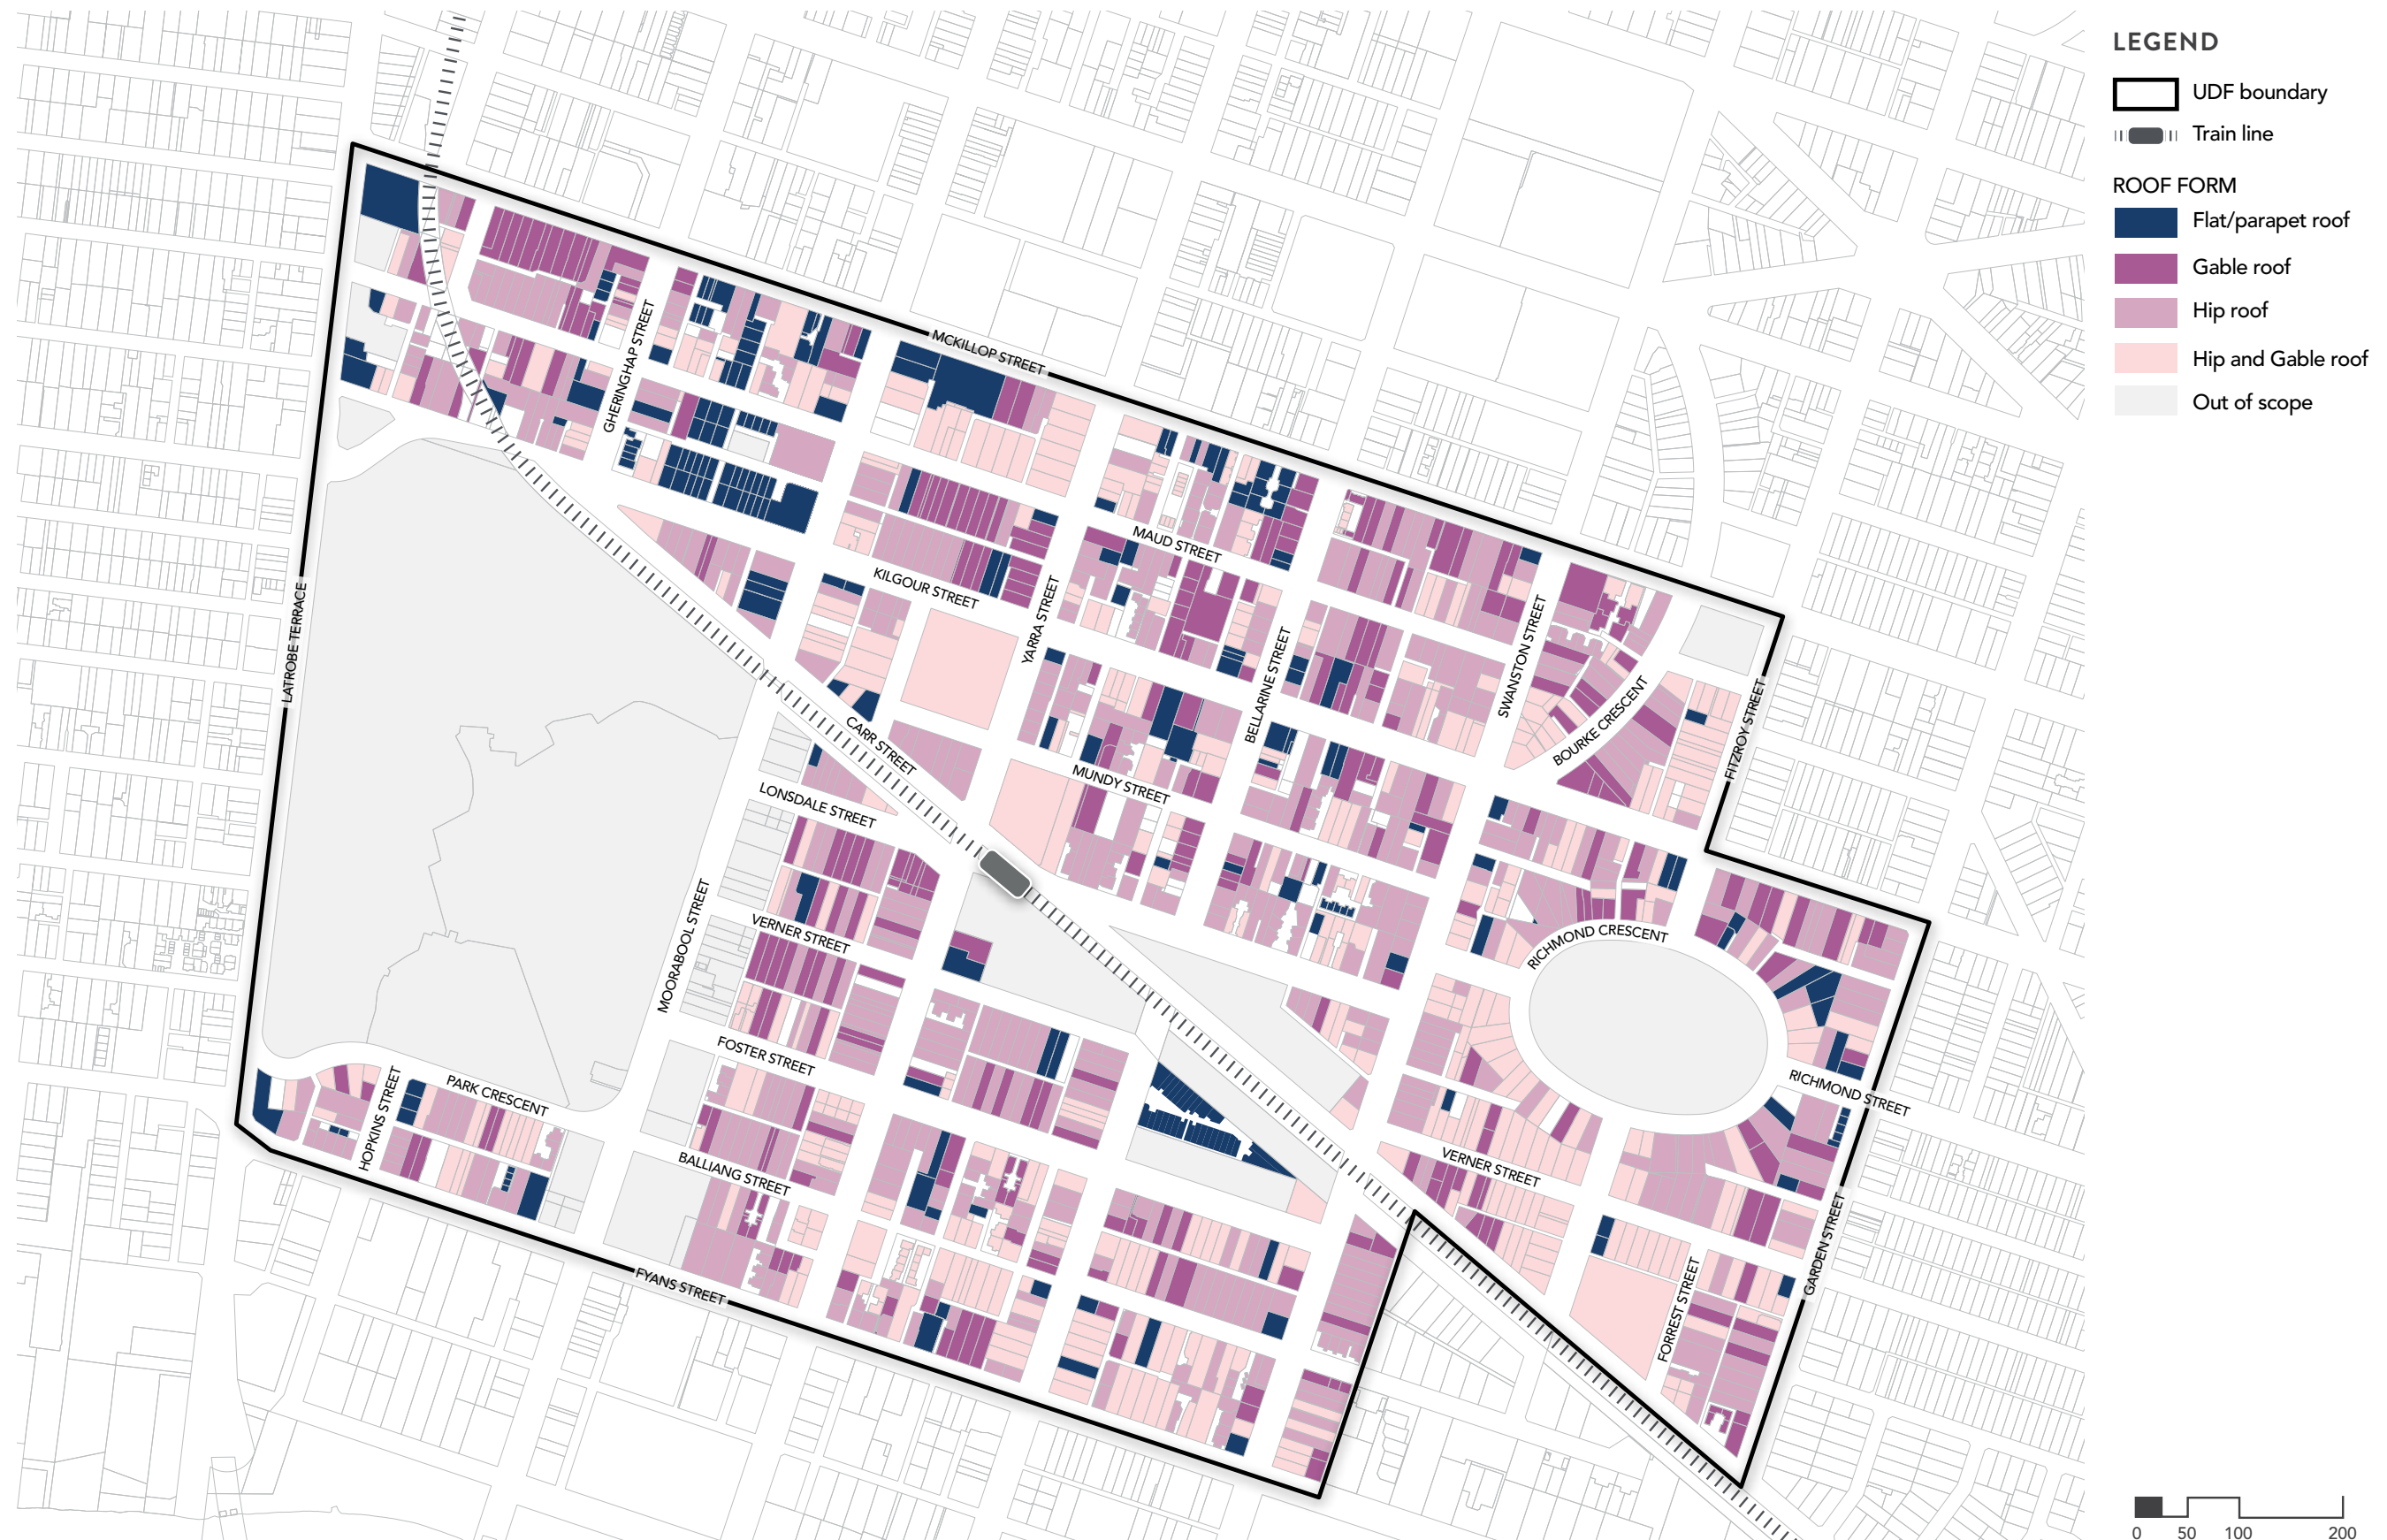 LEGEND
UDF boundary
Train line
ROOF FORM
Flat/parapet roof
Gable roof
Hip roof
Hip and Gable roof
Out of scope
MCKILLOP STREET
GHERINGHAP STREET
MAUD STREET
KILGOUR STREET
YARRA STREET
LATROBE TERRACE
BELLARINE STREET
SWANSTON STREET
BOURKE CRESCENT
FITZROY STREET
CARR STREET
MUNDY STREET
LONSDALE STREET
MOORABOOL STREET
VERNER STREET
RICHMOND CRESCENT
FOSTER STREET
HOPKINS STREET
PARK CRESCENT
RICHMOND STREET
BALLIANG STREET
VERNER STREET
GARDEN STREET
FORREST STREET
FYANS STREET
0 50 100 200